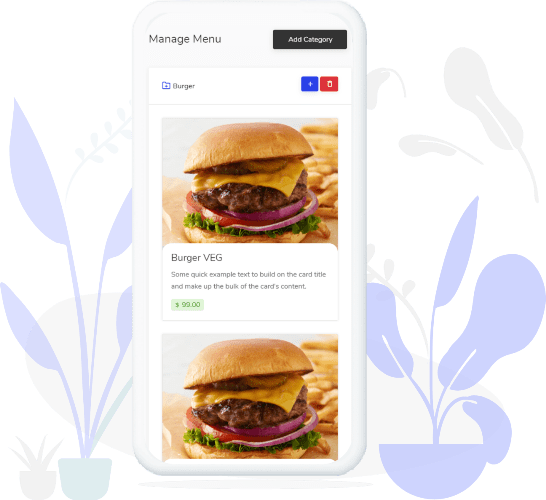 Manage Menu
Add Category
Burger
+
Burger VEG
Some quick example text to build on the card title
and make up the bulk of the card's content.
$ 99.00